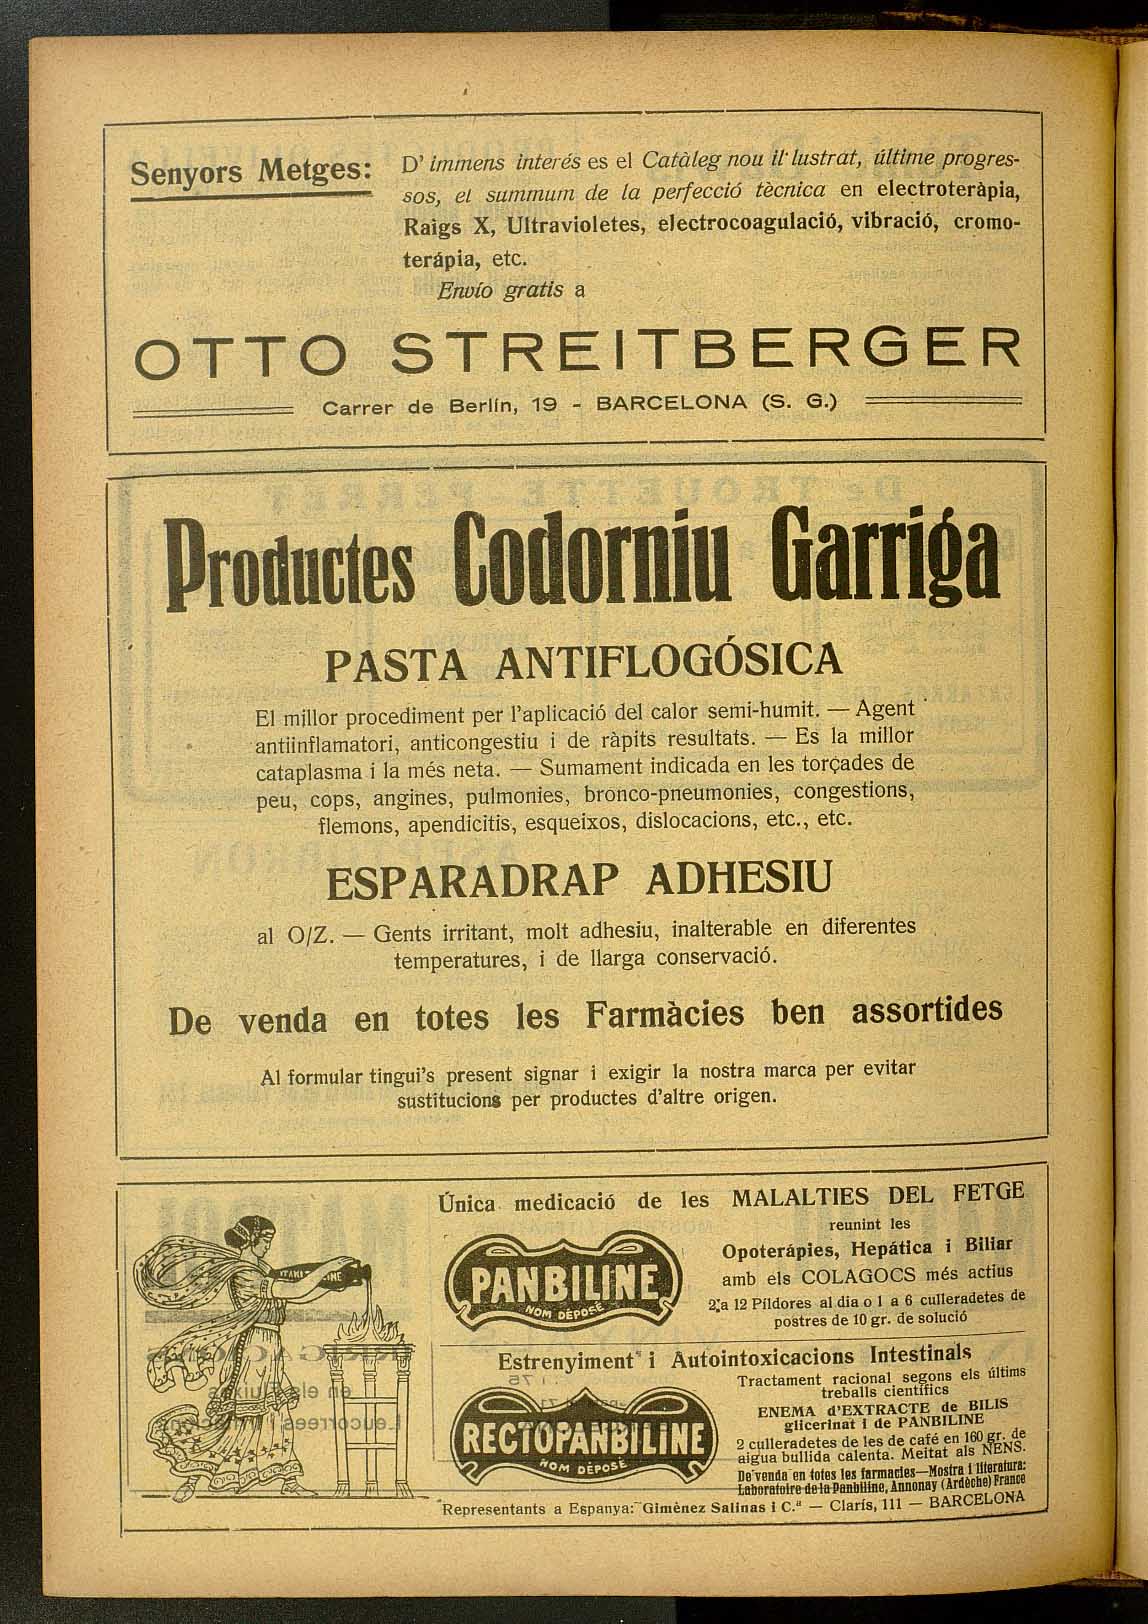 Senyors Metges:
D' immens interés es el Catàleg nou il·lustrat, últime progres-
sos, el summum de la perfecció tècnica en electroteràpia,
Raìgs X, Ultravioletes, electrocoagulació, vibració, cromo-
terápia, etc.
Envío gratis a
OTTO STREITBERGER
Carrer de Berlín, 19 - BARCELONA (S. G.)
Productes Codorniu Garriga
PASTA ANTIFLOGÓSICA
El millor procediment per l'aplicació del calor semi-humit. — Agent
antiinflamatori, anticongestiu i de ràpits resultats. — Es la millor
cataplasma i la més neta. — Sumament indicada en les torçades de
peu, cops, angines, pulmonies, bronco-pneumonies, congestions,
flemons, apendicitis, esqueixos, dislocacions, etc., etc.
ESPARADRAP ADHESIU
al O/Z. — Gents irritant, molt adhesiu, inalterable en diferentes
temperatures, i de llarga conservació.
De venda en totes les Farmàcies ben assortides
Al formular tingui's present signar i exigir la nostra marca per evitar
sustitucions per productes d'altre origen.
Única medicació de les MALALTIES DEL FETGE
reunint les
Opoterápies, Hepática i Biliar
amb els COLAGOCS més actius
2 a 12 Píldores al dia o 1 a 6 culleradetes de
postres de 10 gr. de solució
PANBILINE
NOM DÉPOSÉ
Estrenyiment i Autointoxicacions Intestinals
Tractament racional segons els últims
treballs científics
ENEMA d'EXTRACTE de BILIS
glicerinat i de PANBILINE
2 culleradetes de les de café en 160 gr. de
aigua bullida calenta. Meitat als NENS.
De venda en totes les farmacies—Mostra i literatura:
Laboratoire de la Panbiline, Annonay (Ardèche) France
RECTOPANBILINE
NOM DÉPOSÉ
Representants a Espanya: Giménez Salinas i C.ª — Clarís, 111 — BARCELONA